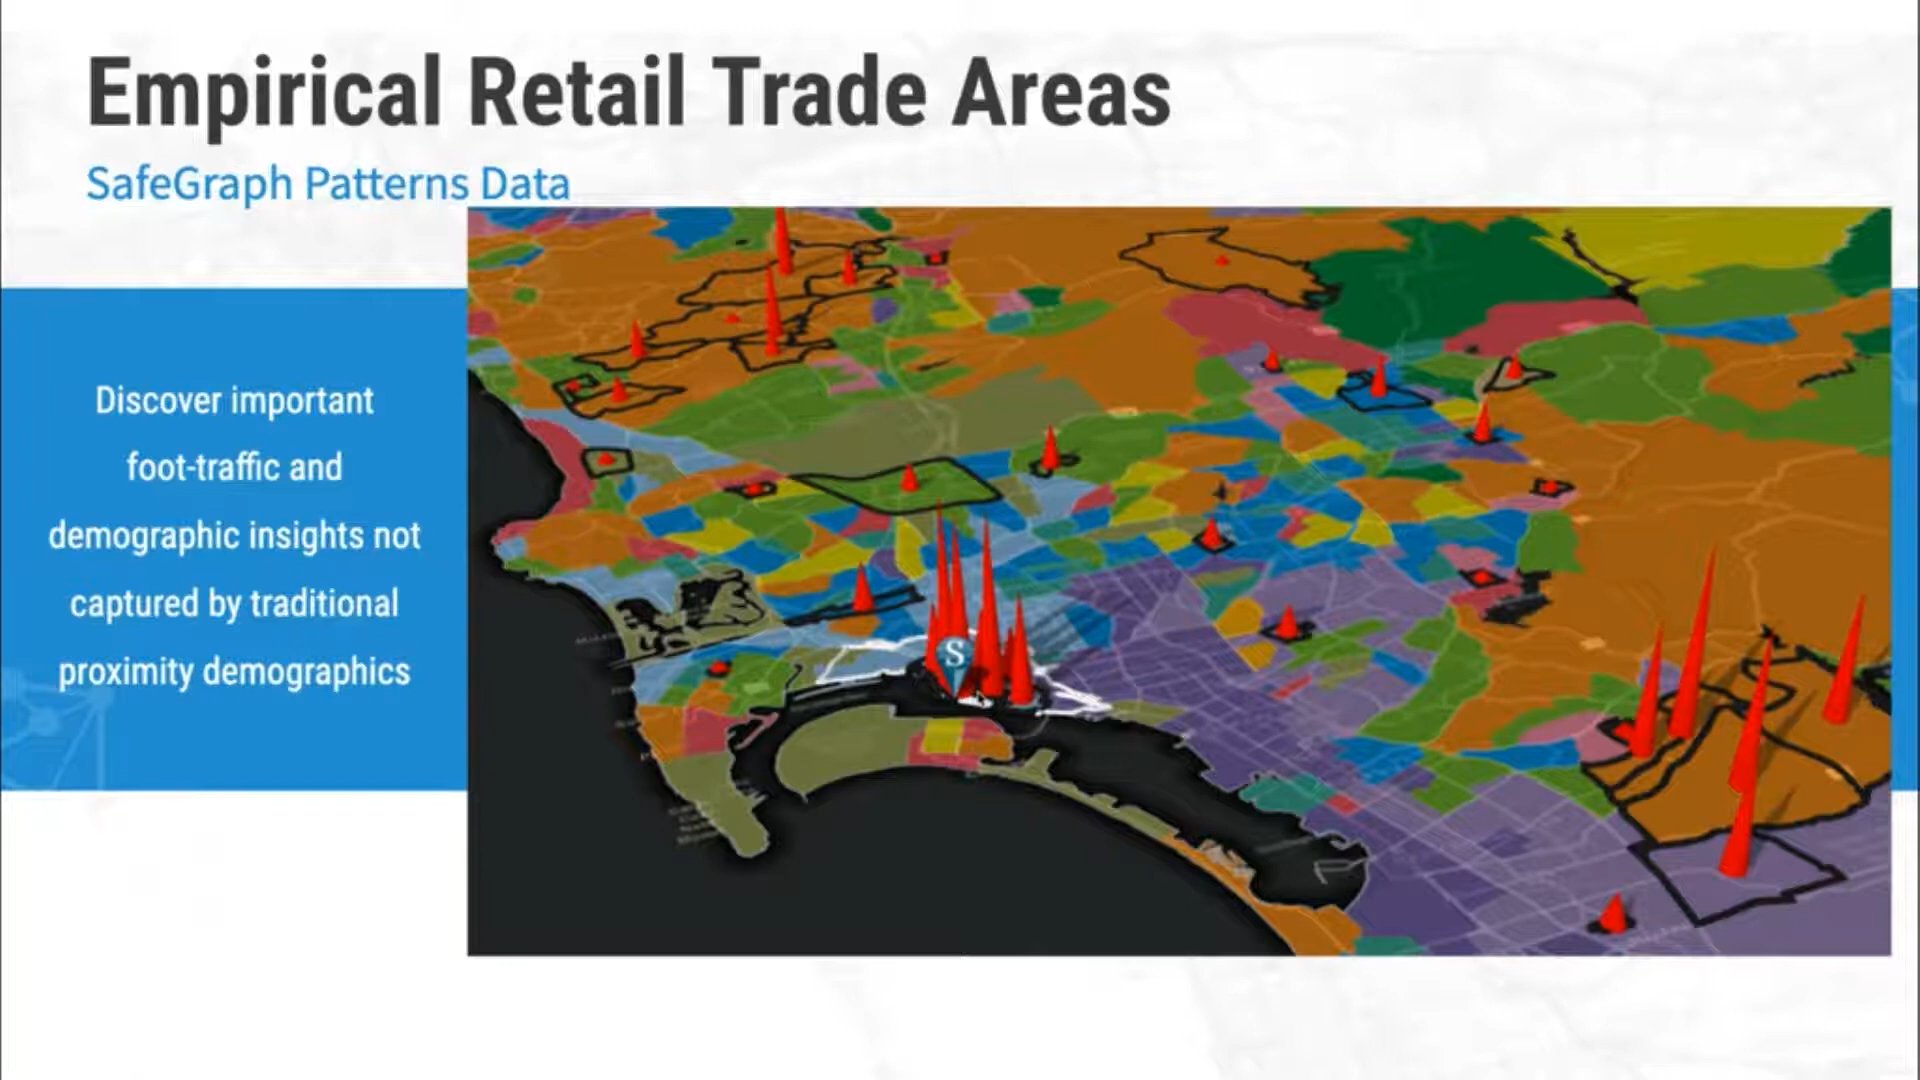 Empirical Retail Trade Areas
SafeGraph Patterns Data
Discover important
foot-traffic and
demographic insights not
captured by traditional
proximity demographics
S